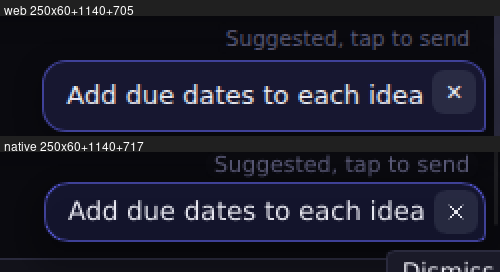 web 250x60+1140+705
Suggested, tap to send
Add due dates to each idea ×
native 250x60+1140+717
Suggested, tap to send
Add due dates to each idea ×
Dismiss